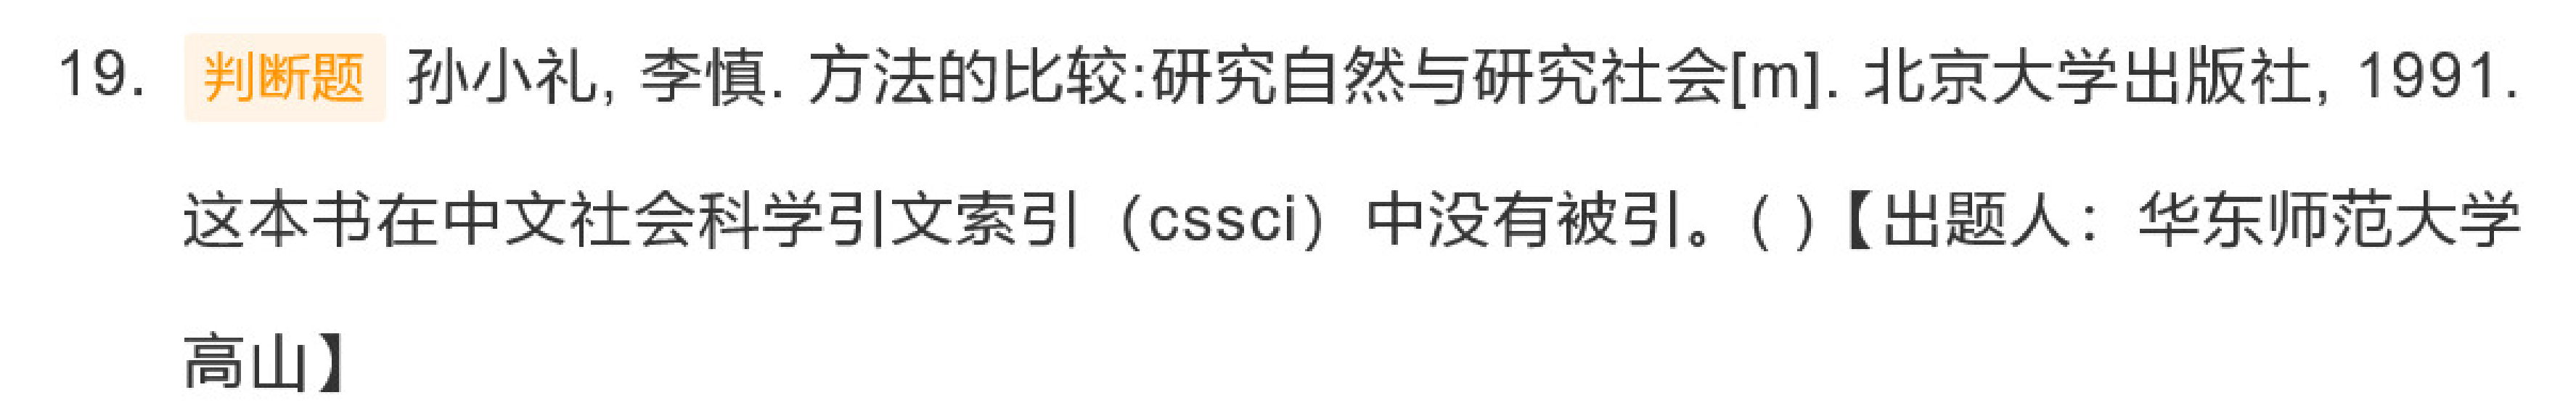 19. 判断题 孙小礼, 李慎. 方法的比较:研究自然与研究社会[m]. 北京大学出版社, 1991.
这本书在中文社会科学引文索引（cssci）中没有被引。( )【出题人：华东师范大学
高山】